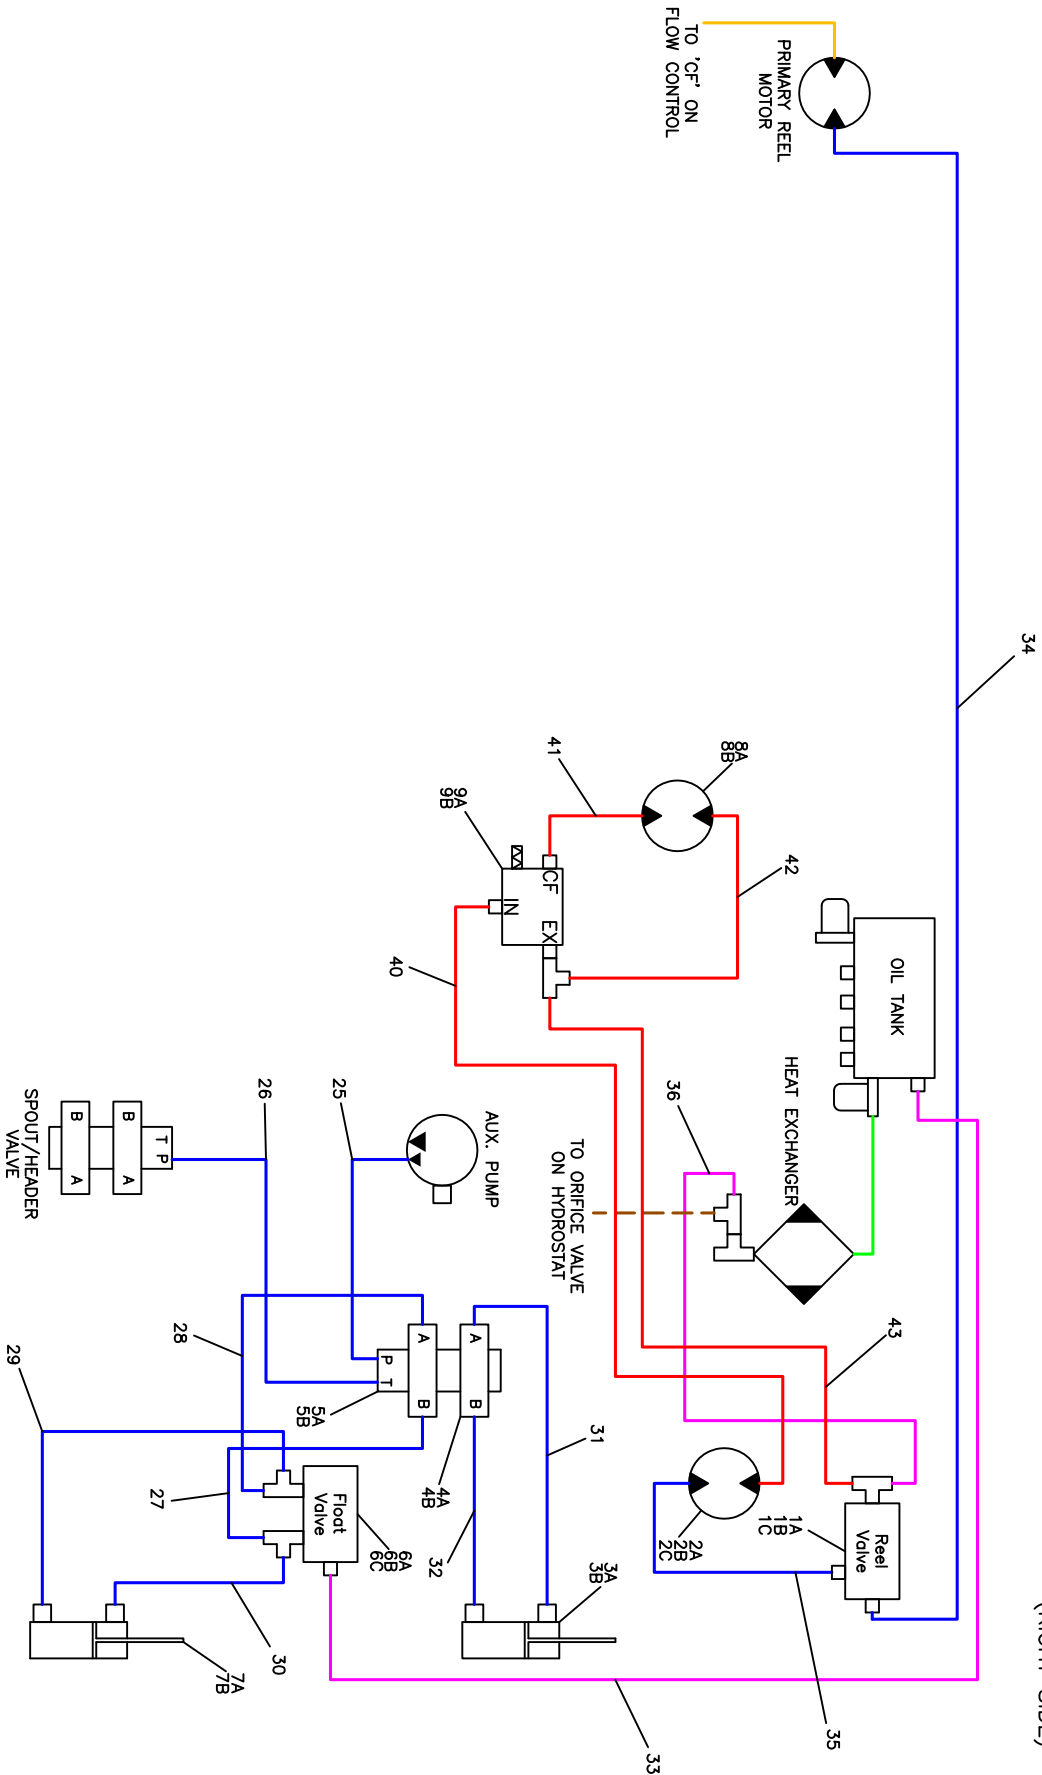 (RIGHT SIDE)
34
TO 'CF' ON
FLOW CONTROL
PRIMARY REEL
MOTOR
8A
8B
41
42
9A
9B
CF
EX
IN
40
OIL TANK
HEAT EXCHANGER
36
TO ORIFICE VALVE
ON HYDROSTAT
43
AUX. PUMP
25
26
SPOUT/HEADER
VALVE
T P
B A
B A
28
29
27
A B
A B
P T
5A
5B
4A
4B
31
32
3A
3B
Float
Valve
6A
6B
6C
30
7A
7B
33
1A
1B
1C
2A
2B
2C
Reel
Valve
35